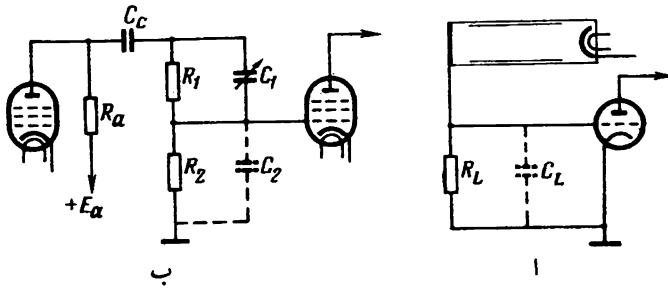 C_c
R_1
C_1
R_a
R_2
C_2
+E_a
R_L
C_L
ب
ا